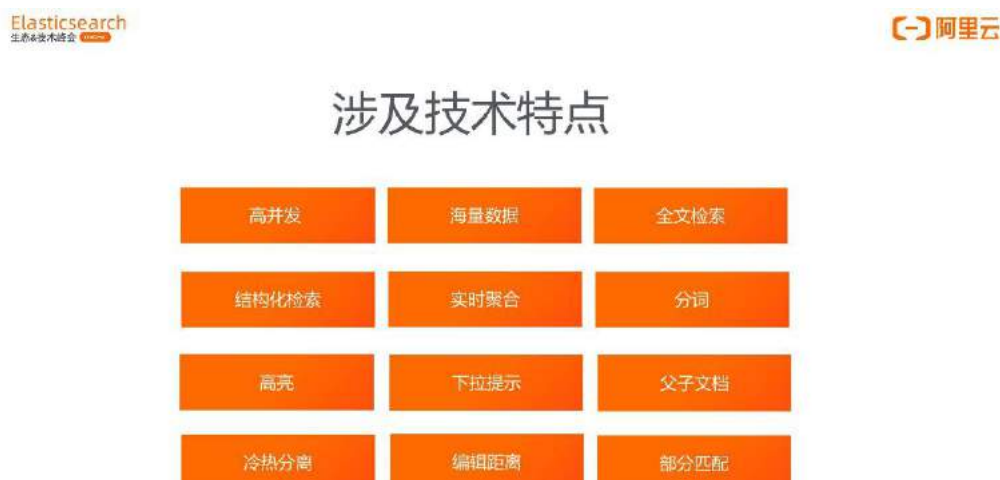 Elasticsearch
生态&技术峰会
阿里云
涉及技术特点
高并发
海量数据
全文检索
结构化检索
实时聚合
分词
高亮
下拉提示
父子文档
冷热分离
编辑距离
部分匹配